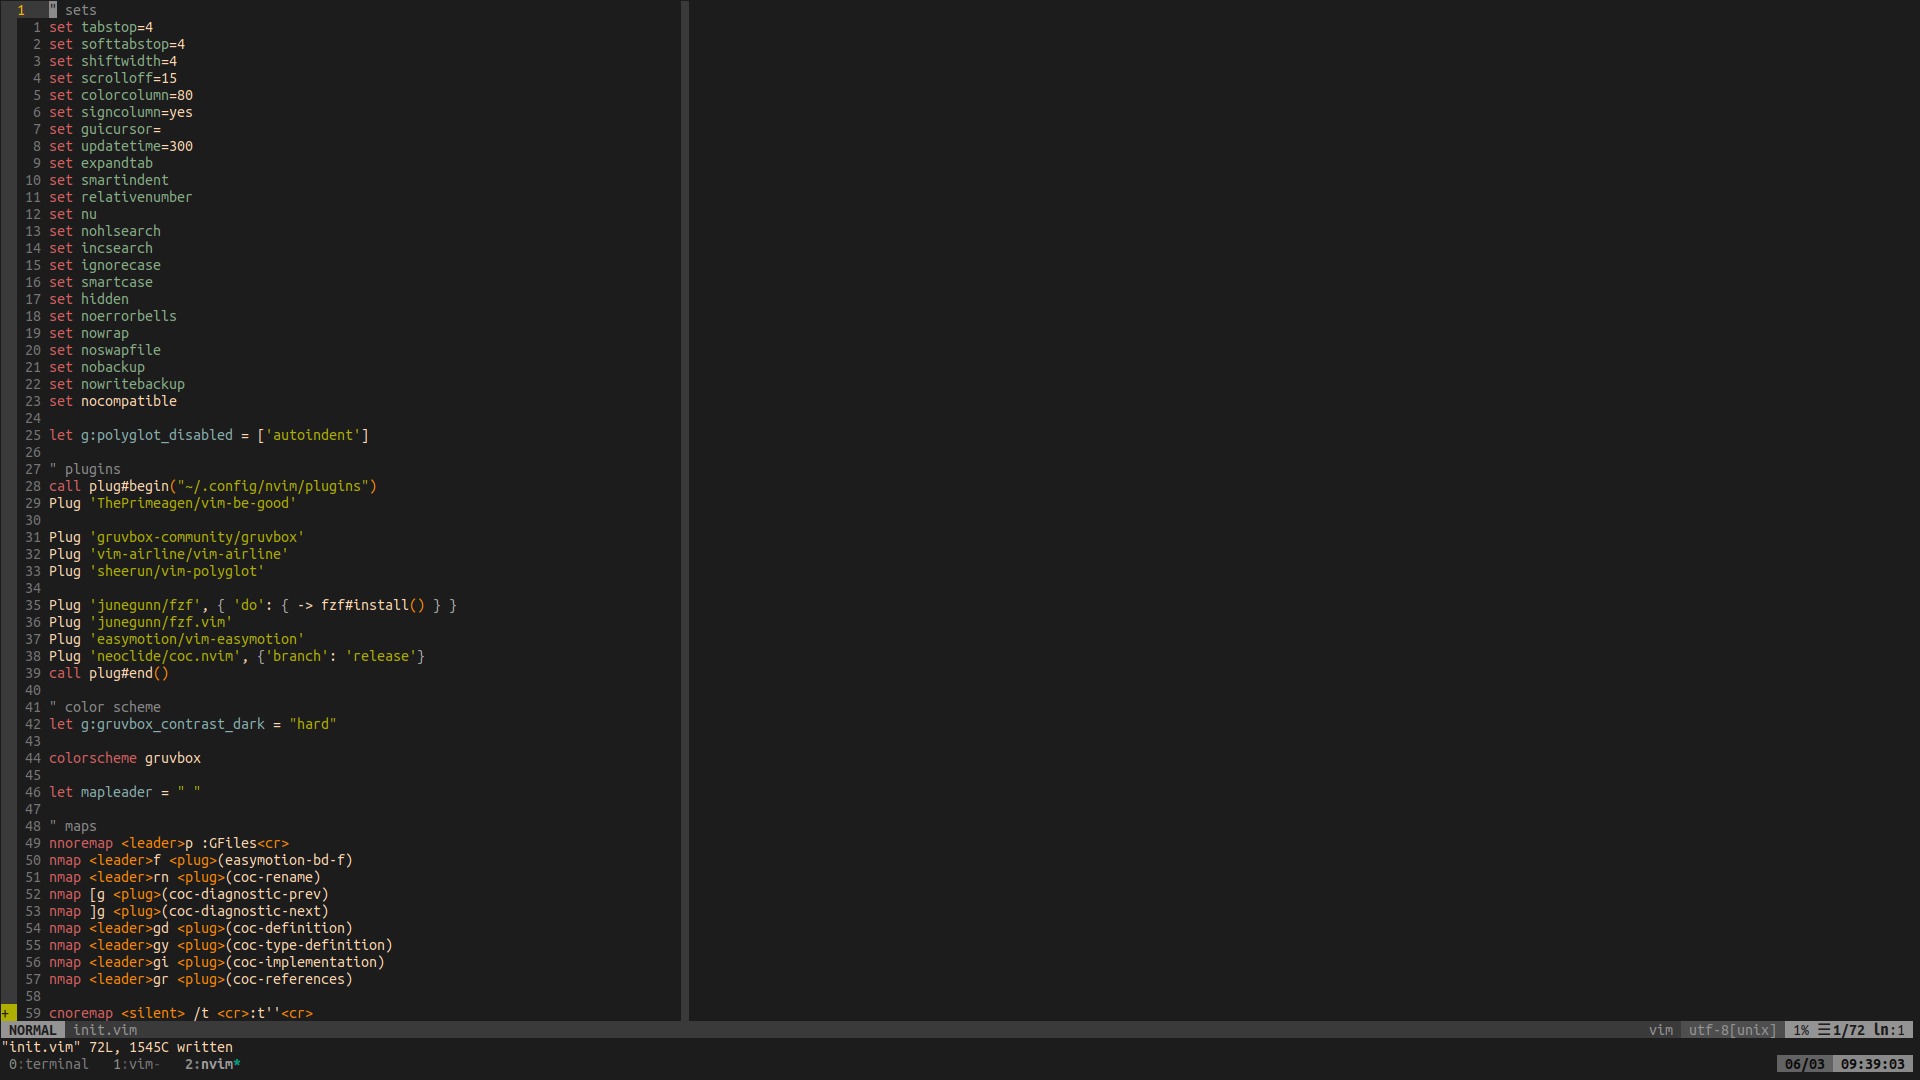 1   " sets
  1 set tabstop=4
  2 set softtabstop=4
  3 set shiftwidth=4
  4 set scrolloff=15
  5 set colorcolumn=80
  6 set signcolumn=yes
  7 set guicursor=
  8 set updatetime=300
  9 set expandtab
 10 set smartindent
 11 set relativenumber
 12 set nu
 13 set nohlsearch
 14 set incsearch
 15 set ignorecase
 16 set smartcase
 17 set hidden
 18 set noerrorbells
 19 set nowrap
 20 set noswapfile
 21 set nobackup
 22 set nowritebackup
 23 set nocompatible
 24
 25 let g:polyglot_disabled = ['autoindent']
 26
 27 " plugins
 28 call plug#begin("~/.config/nvim/plugins")
 29 Plug 'ThePrimeagen/vim-be-good'
 30
 31 Plug 'gruvbox-community/gruvbox'
 32 Plug 'vim-airline/vim-airline'
 33 Plug 'sheerun/vim-polyglot'
 34
 35 Plug 'junegunn/fzf', { 'do': { -> fzf#install() } }
 36 Plug 'junegunn/fzf.vim'
 37 Plug 'easymotion/vim-easymotion'
 38 Plug 'neoclide/coc.nvim', {'branch': 'release'}
 39 call plug#end()
 40
 41 " color scheme
 42 let g:gruvbox_contrast_dark = "hard"
 43
 44 colorscheme gruvbox
 45
 46 let mapleader = " "
 47
 48 " maps
 49 nnoremap <leader>p :GFiles<cr>
 50 nmap <leader>f <plug>(easymotion-bd-f)
 51 nmap <leader>rn <plug>(coc-rename)
 52 nmap [g <plug>(coc-diagnostic-prev)
 53 nmap ]g <plug>(coc-diagnostic-next)
 54 nmap <leader>gd <plug>(coc-definition)
 55 nmap <leader>gy <plug>(coc-type-definition)
 56 nmap <leader>gi <plug>(coc-implementation)
 57 nmap <leader>gr <plug>(coc-references)
 58
+ 59 cnoremap <silent> /t <cr>:t''<cr>
NORMAL init.vim vim utf-8[unix] 1% ☰1/72 ln:1
"init.vim" 72L, 1545C written
0:terminal 1:vim- 2:nvim* 06/03 09:39:03